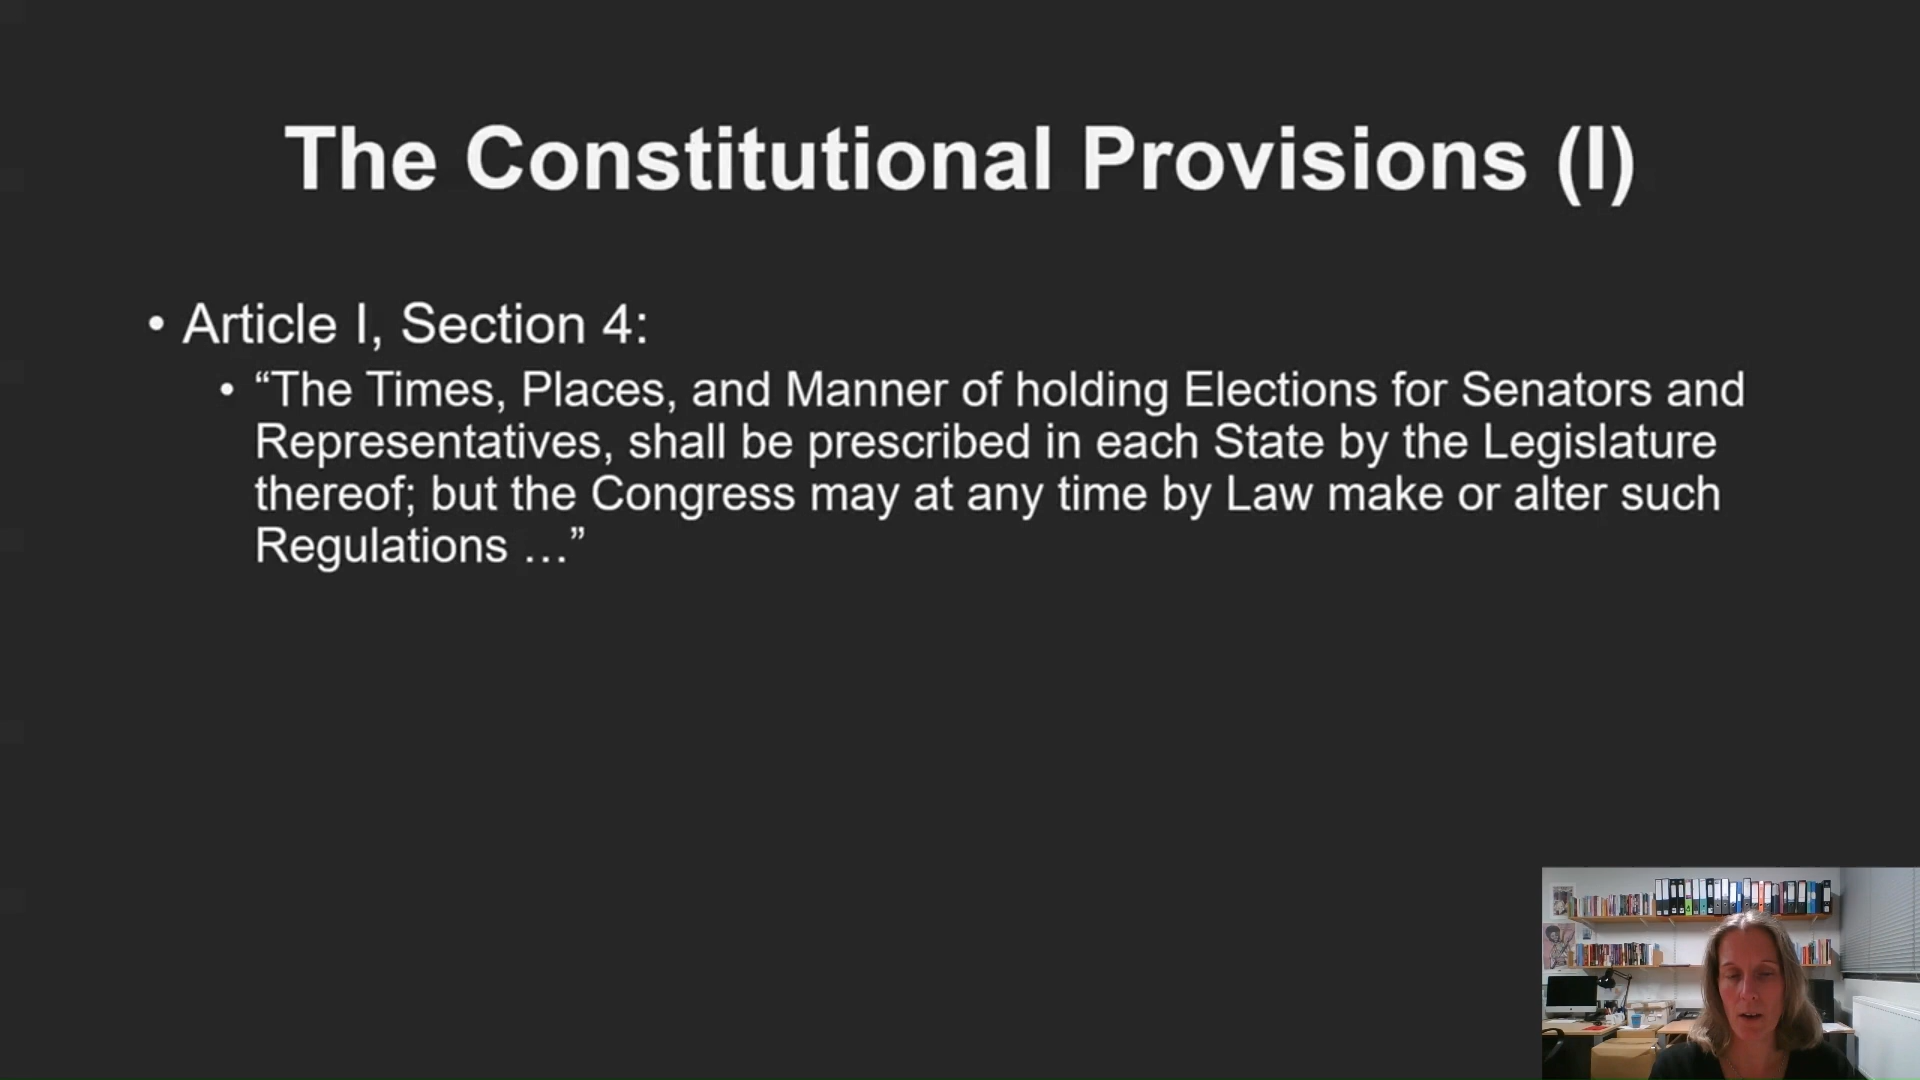 The Constitutional Provisions (I)
• Article I, Section 4:
• “The Times, Places, and Manner of holding Elections for Senators and
Representatives, shall be prescribed in each State by the Legislature
thereof; but the Congress may at any time by Law make or alter such
Regulations …”